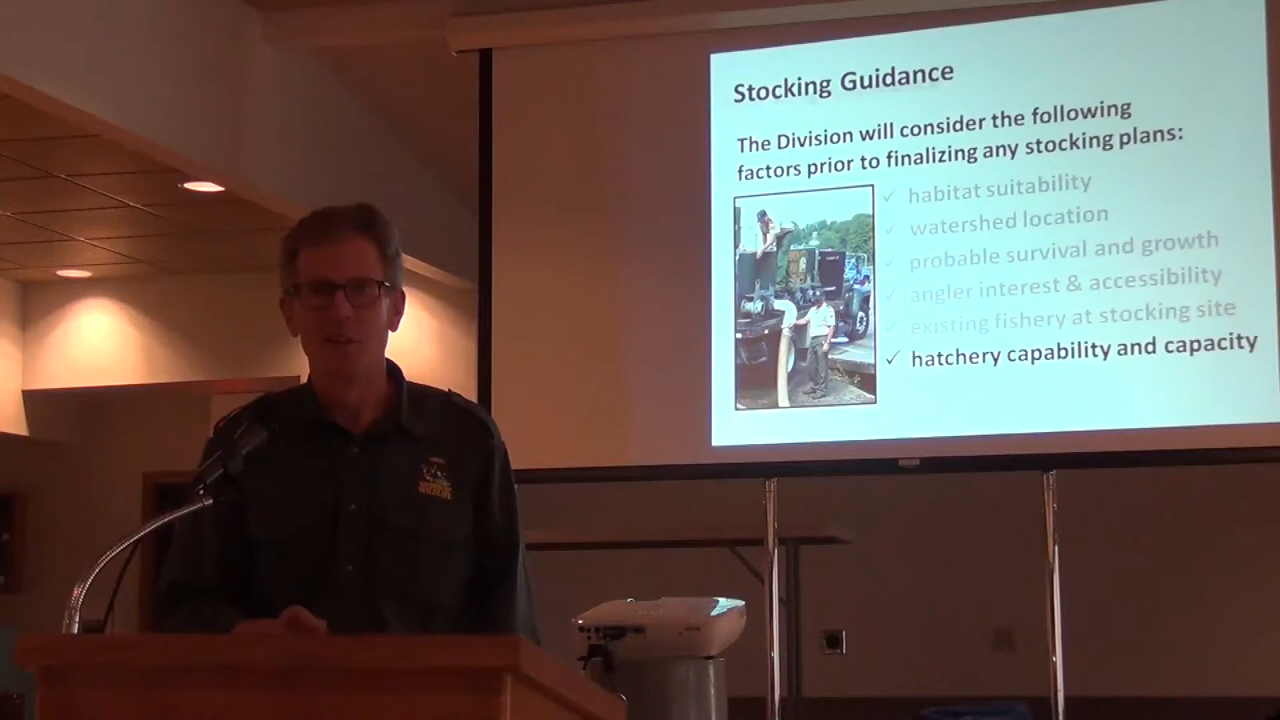 Stocking Guidance
The Division will consider the following
factors prior to finalizing any stocking plans:
✓ habitat suitability
✓ watershed location
✓ probable survival and growth
✓ angler interest & accessibility
✓ existing fishery at stocking site
✓ hatchery capability and capacity
WILDLIFE